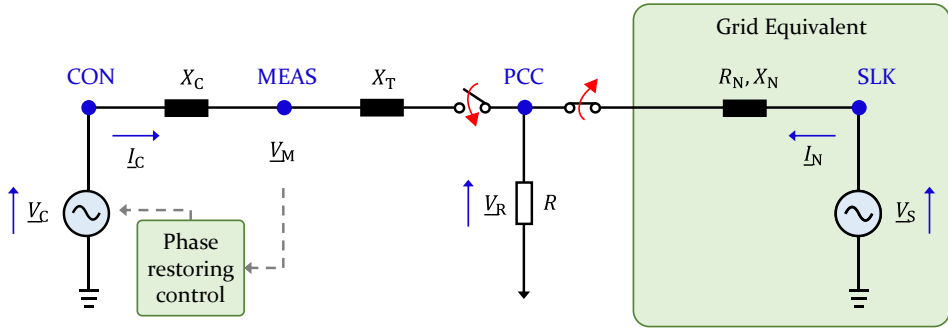 Grid Equivalent
CON
X_C
MEAS
X_T
PCC
R_N, X_N
SLK
I_C
V_M
I_N
V_C
V_R
R
V_S
Phase
restoring
control